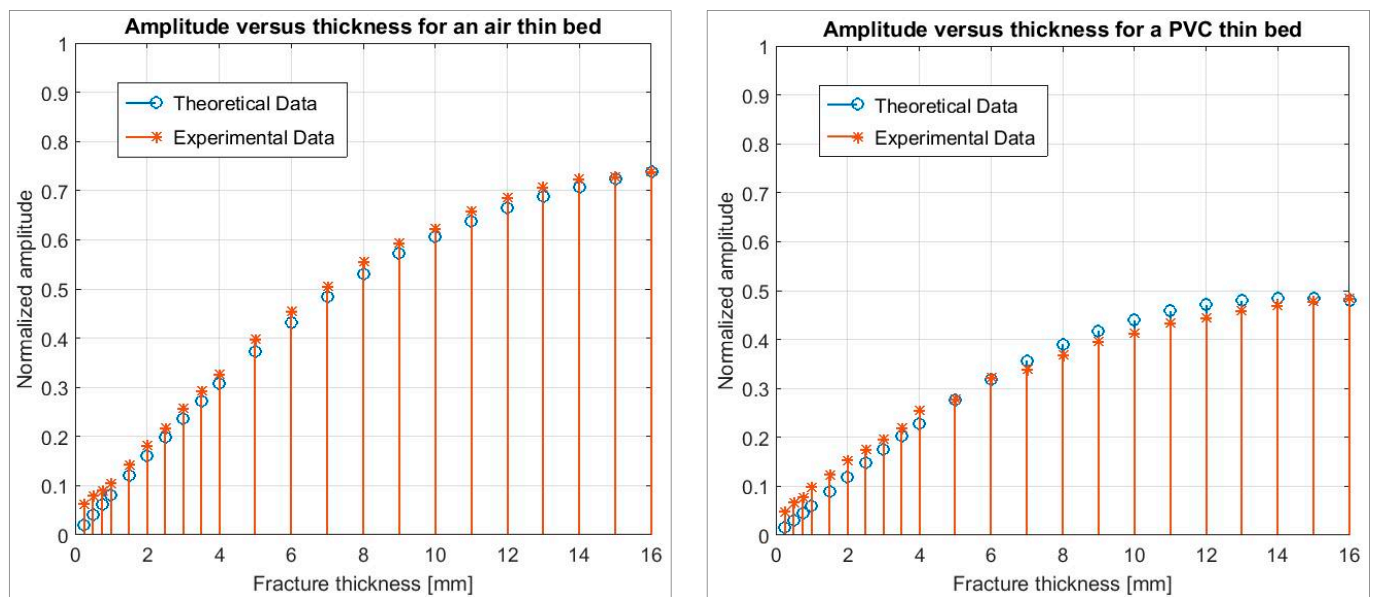 Amplitude versus thickness for an air thin bed
1
0.9
0.8
0.7
0.6
0.5
0.4
0.3
0.2
0.1
0
Normalized amplitude
Theoretical Data
Experimental Data
0 2 4 6 8 10 12 14 16
Fracture thickness [mm]
Amplitude versus thickness for a PVC thin bed
1
0.9
0.8
0.7
0.6
0.5
0.4
0.3
0.2
0.1
0
Normalized amplitude
Theoretical Data
Experimental Data
0 2 4 6 8 10 12 14 16
Fracture thickness [mm]